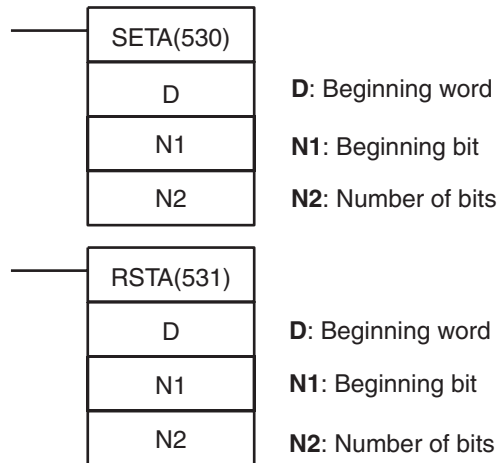 SETA(530)
D
D: Beginning word
N1
N1: Beginning bit
N2
N2: Number of bits
RSTA(531)
D
D: Beginning word
N1
N1: Beginning bit
N2
N2: Number of bits